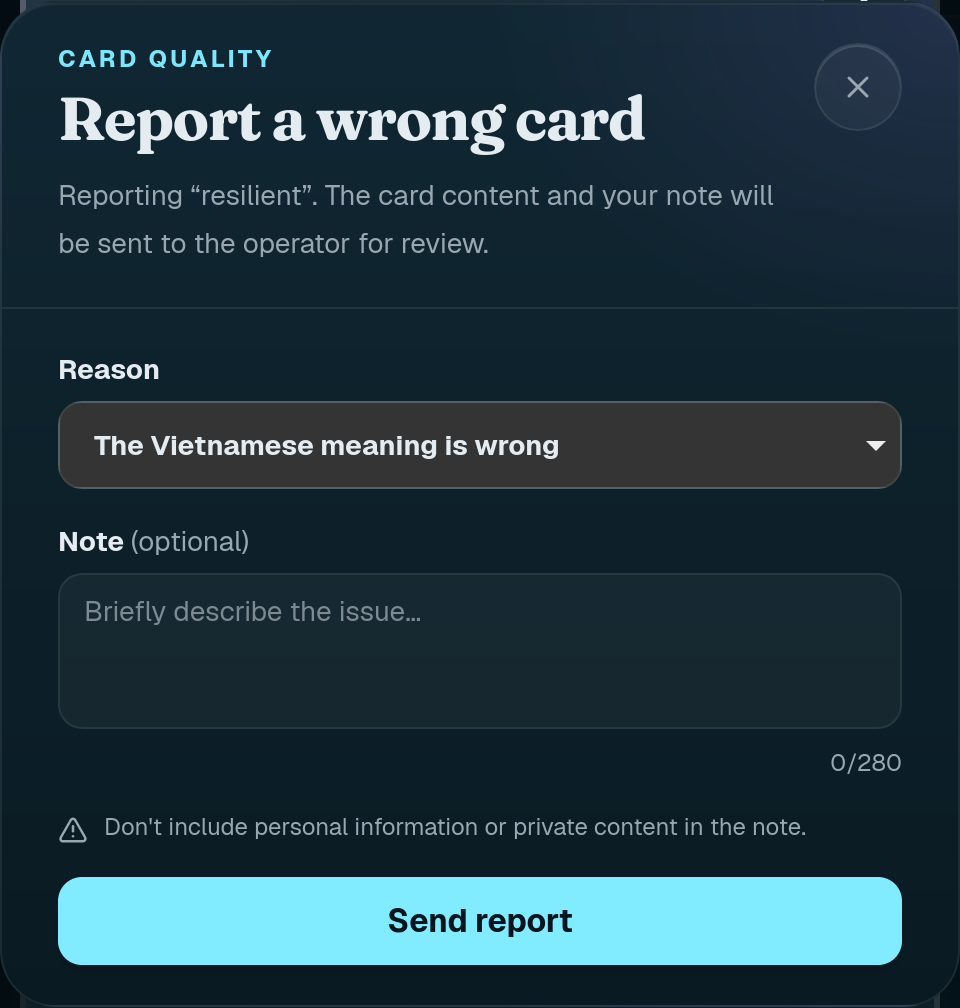 CARD QUALITY
Report a wrong card
Reporting “resilient”. The card content and your note will
be sent to the operator for review.
Reason
The Vietnamese meaning is wrong
Note (optional)
Briefly describe the issue…
0/280
Don't include personal information or private content in the note.
Send report